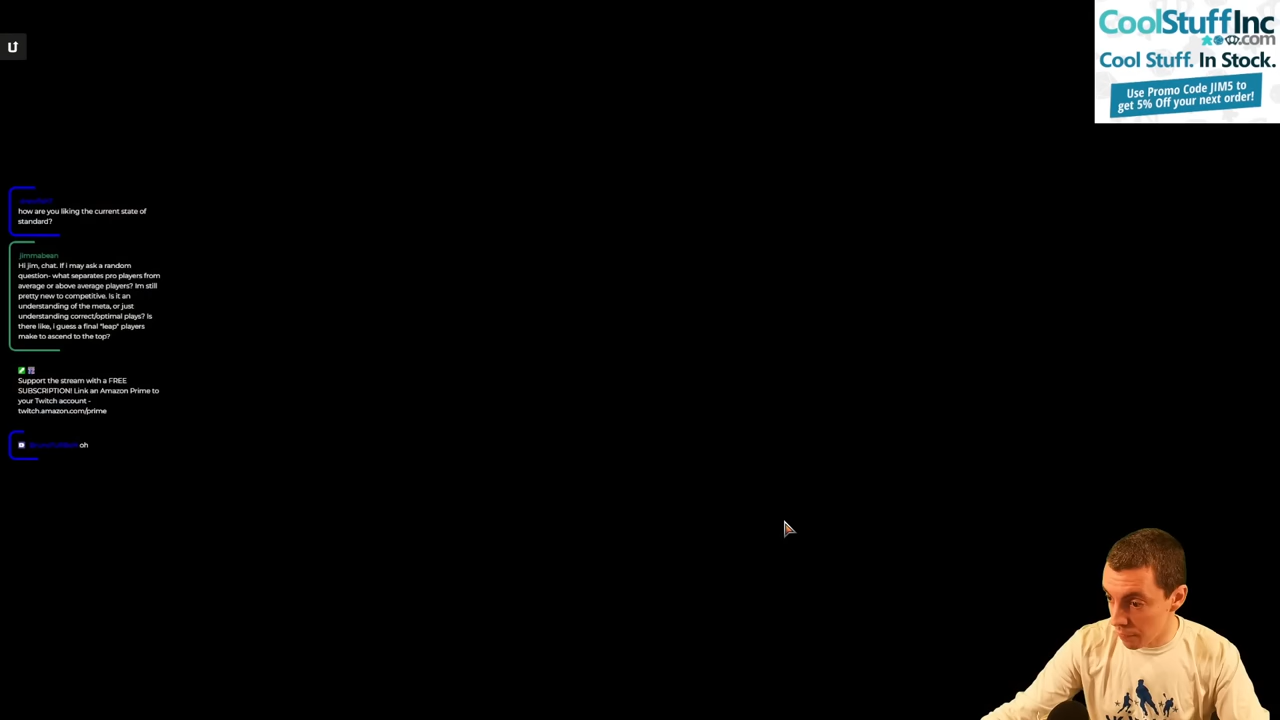 CoolStuffInc
.com
Cool Stuff. In Stock.
Use Promo Code JIM5 to
get 5% Off your next order!
how are you liking the current state of
standard?
jimmabean
Hi jim, chat. If i may ask a random
question- what separates pro players from
average or above average players? Im still
pretty new to competitive. Is it an
understanding of the meta, or just
understanding correct/optimal plays? Is
there like, i guess a final "leap" players
make to ascend to the top?
Support the stream with a FREE
SUBSCRIPTION! Link an Amazon Prime to
your Twitch account -
twitch.amazon.com/prime
oh